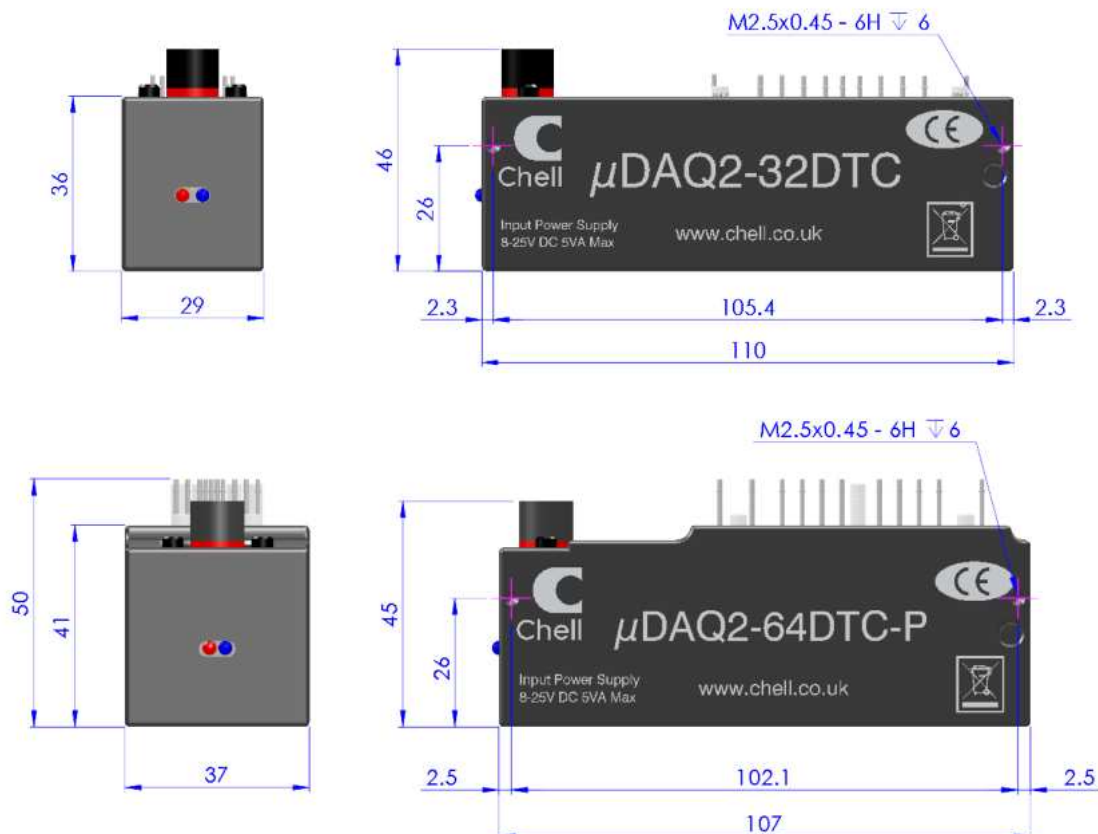 M2.5x0.45 - 6H ↧ 6
36
29
46
26
C
Chell
µDAQ2-32DTC
CE
Input Power Supply
8-25V DC 5VA Max
www.chell.co.uk
2.3
105.4
2.3
110
M2.5x0.45 - 6H ↧ 6
50
41
37
45
26
C
Chell
µDAQ2-64DTC-P
CE
Input Power Supply
8-25V DC 5VA Max
www.chell.co.uk
2.5
102.1
2.5
107